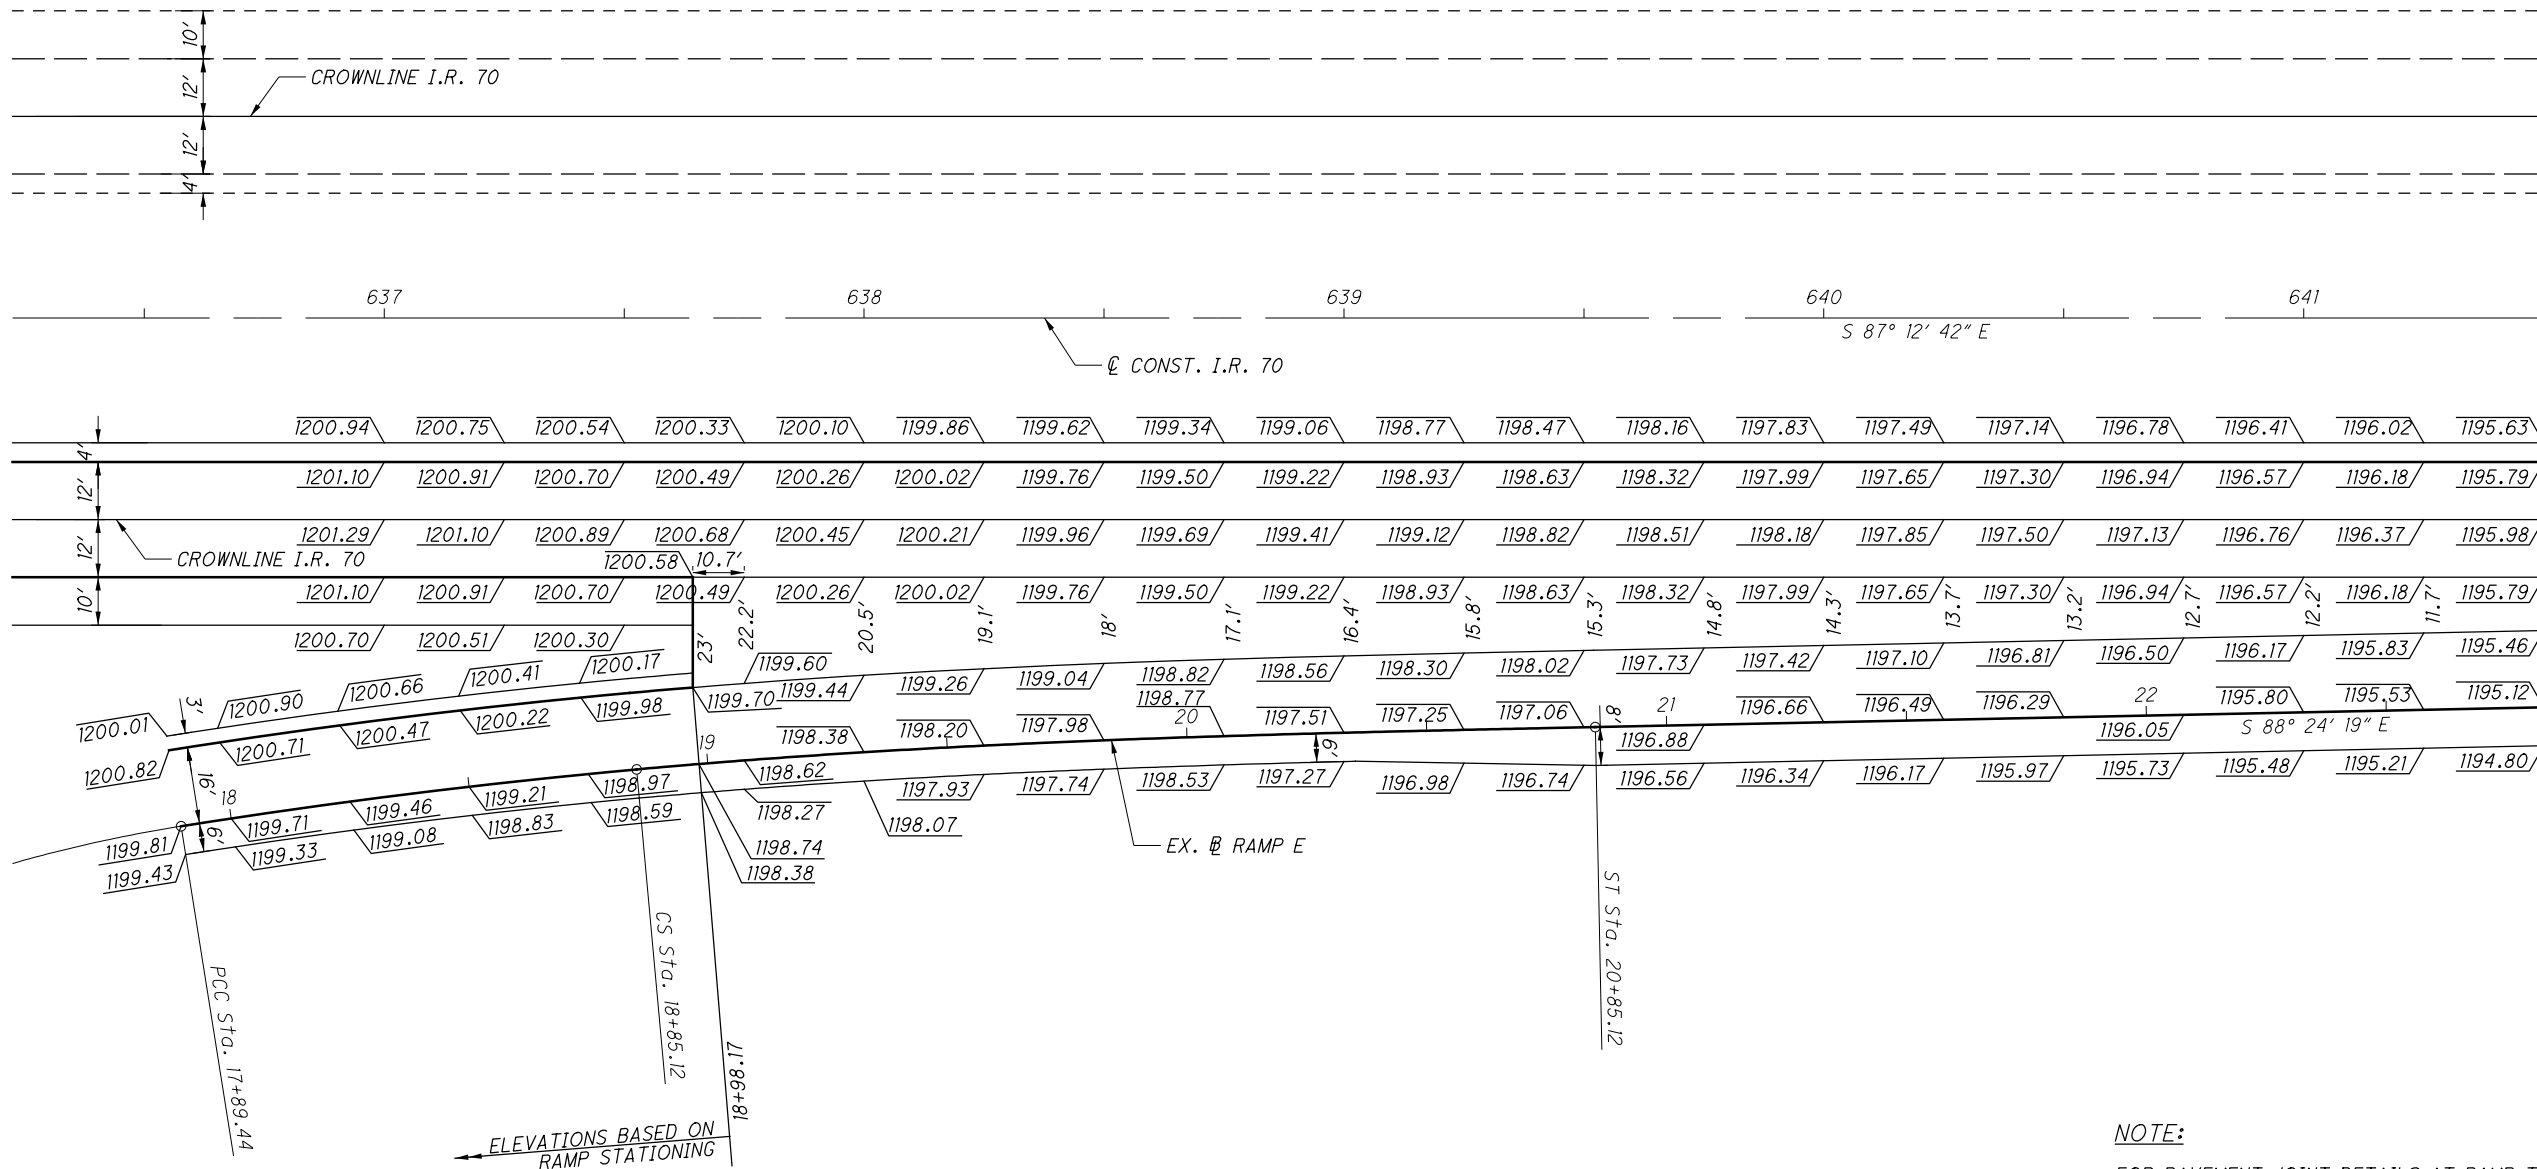 10'
12'
CROWNLINE I.R. 70
12'
4'
637 638 639 640 641
S 87° 12' 42" E
℄ CONST. I.R. 70
1200.94 1200.75 1200.54 1200.33 1200.10 1199.86 1199.62 1199.34 1199.06 1198.77 1198.47 1198.16 1197.83 1197.49 1197.14 1196.78 1196.41 1196.02 1195.63
4'
12'
1201.10 1200.91 1200.70 1200.49 1200.26 1200.02 1199.76 1199.50 1199.22 1198.93 1198.63 1198.32 1197.99 1197.65 1197.30 1196.94 1196.57 1196.18 1195.79
12'
1201.29 1201.10 1200.89 1200.68 1200.45 1200.21 1199.96 1199.69 1199.41 1199.12 1198.82 1198.51 1198.18 1197.85 1197.50 1197.13 1196.76 1196.37 1195.98
CROWNLINE I.R. 70
1200.58 10.7'
10'
1201.10 1200.91 1200.70 1200.49 1200.26 1200.02 1199.76 1199.50 1199.22 1198.93 1198.63 1198.32 1197.99 1197.65 1197.30 1196.94 1196.57 1196.18 1195.79
23' 22.2' 20.5' 19.1' 18' 17.1' 16.4' 15.8' 15.3' 14.8' 14.3' 13.7' 13.2' 12.7' 12.2' 11.7'
1200.70 1200.51 1200.30
1200.01 3' 1200.90 1200.66 1200.41 1200.17 1199.60 1199.44 1199.26 1199.04 1198.82 1198.56 1198.30 1198.02 1197.73 1197.42 1197.10 1196.81 1196.50 1196.17 1195.83 1195.46
1200.82 1200.71 1200.47 1200.22 1199.98 1199.70
1198.38 1198.20 1197.98 1198.77 1197.51 1197.25 1197.06 8' 1196.66 1196.49 1196.29 1195.80 1195.53 1195.12
16' 18 19 20 21 22
6'
1196.88 1196.05
S 88° 24' 19" E
1199.81 1199.71 1199.46 1199.21 1198.97 1198.62
6'
1199.43 1199.33 1199.08 1198.83 1198.59 1198.27 1198.07 1197.93 1197.74 1198.53 1197.27 1196.98 1196.74 1196.56 1196.34 1196.17 1195.97 1195.73 1195.48 1195.21 1194.80
1198.74
1198.38
EX. B͏L RAMP E
PCC Sta. 17+89.44
CS Sta. 18+85.12
18+98.17
ST Sta. 20+85.12
ELEVATIONS BASED ON
RAMP STATIONING
NOTE:
FOR PAVEMENT JOINT DETAILS AT RAMP